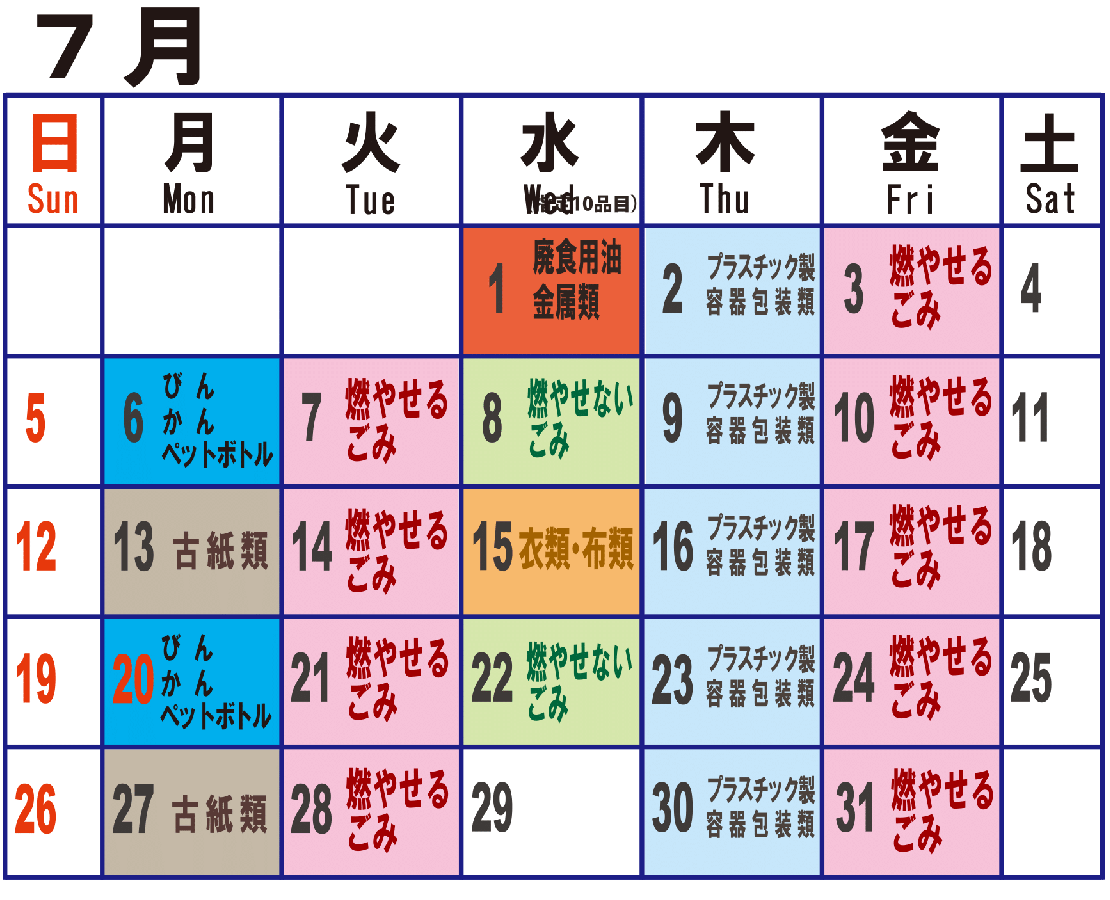 7月
日 月 火 水 木 金 土
Sun Mon Tue Wed Thu Fri Sat
10品目)
1 廃食用油
金属類
2 プラスチック製
容器包装類
3 燃やせる
ごみ
4
5
6 びん
かん
ペットボトル
7 燃やせる
ごみ
8 燃やせない
ごみ
9 プラスチック製
容器包装類
10 燃やせる
ごみ
11
12
13 古紙類
14 燃やせる
ごみ
15 衣類・布類
16 プラスチック製
容器包装類
17 燃やせる
ごみ
18
19
20 びん
かん
ペットボトル
21 燃やせる
ごみ
22 燃やせない
ごみ
23 プラスチック製
容器包装類
24 燃やせる
ごみ
25
26
27 古紙類
28 燃やせる
ごみ
29
30 プラスチック製
容器包装類
31 燃やせる
ごみ